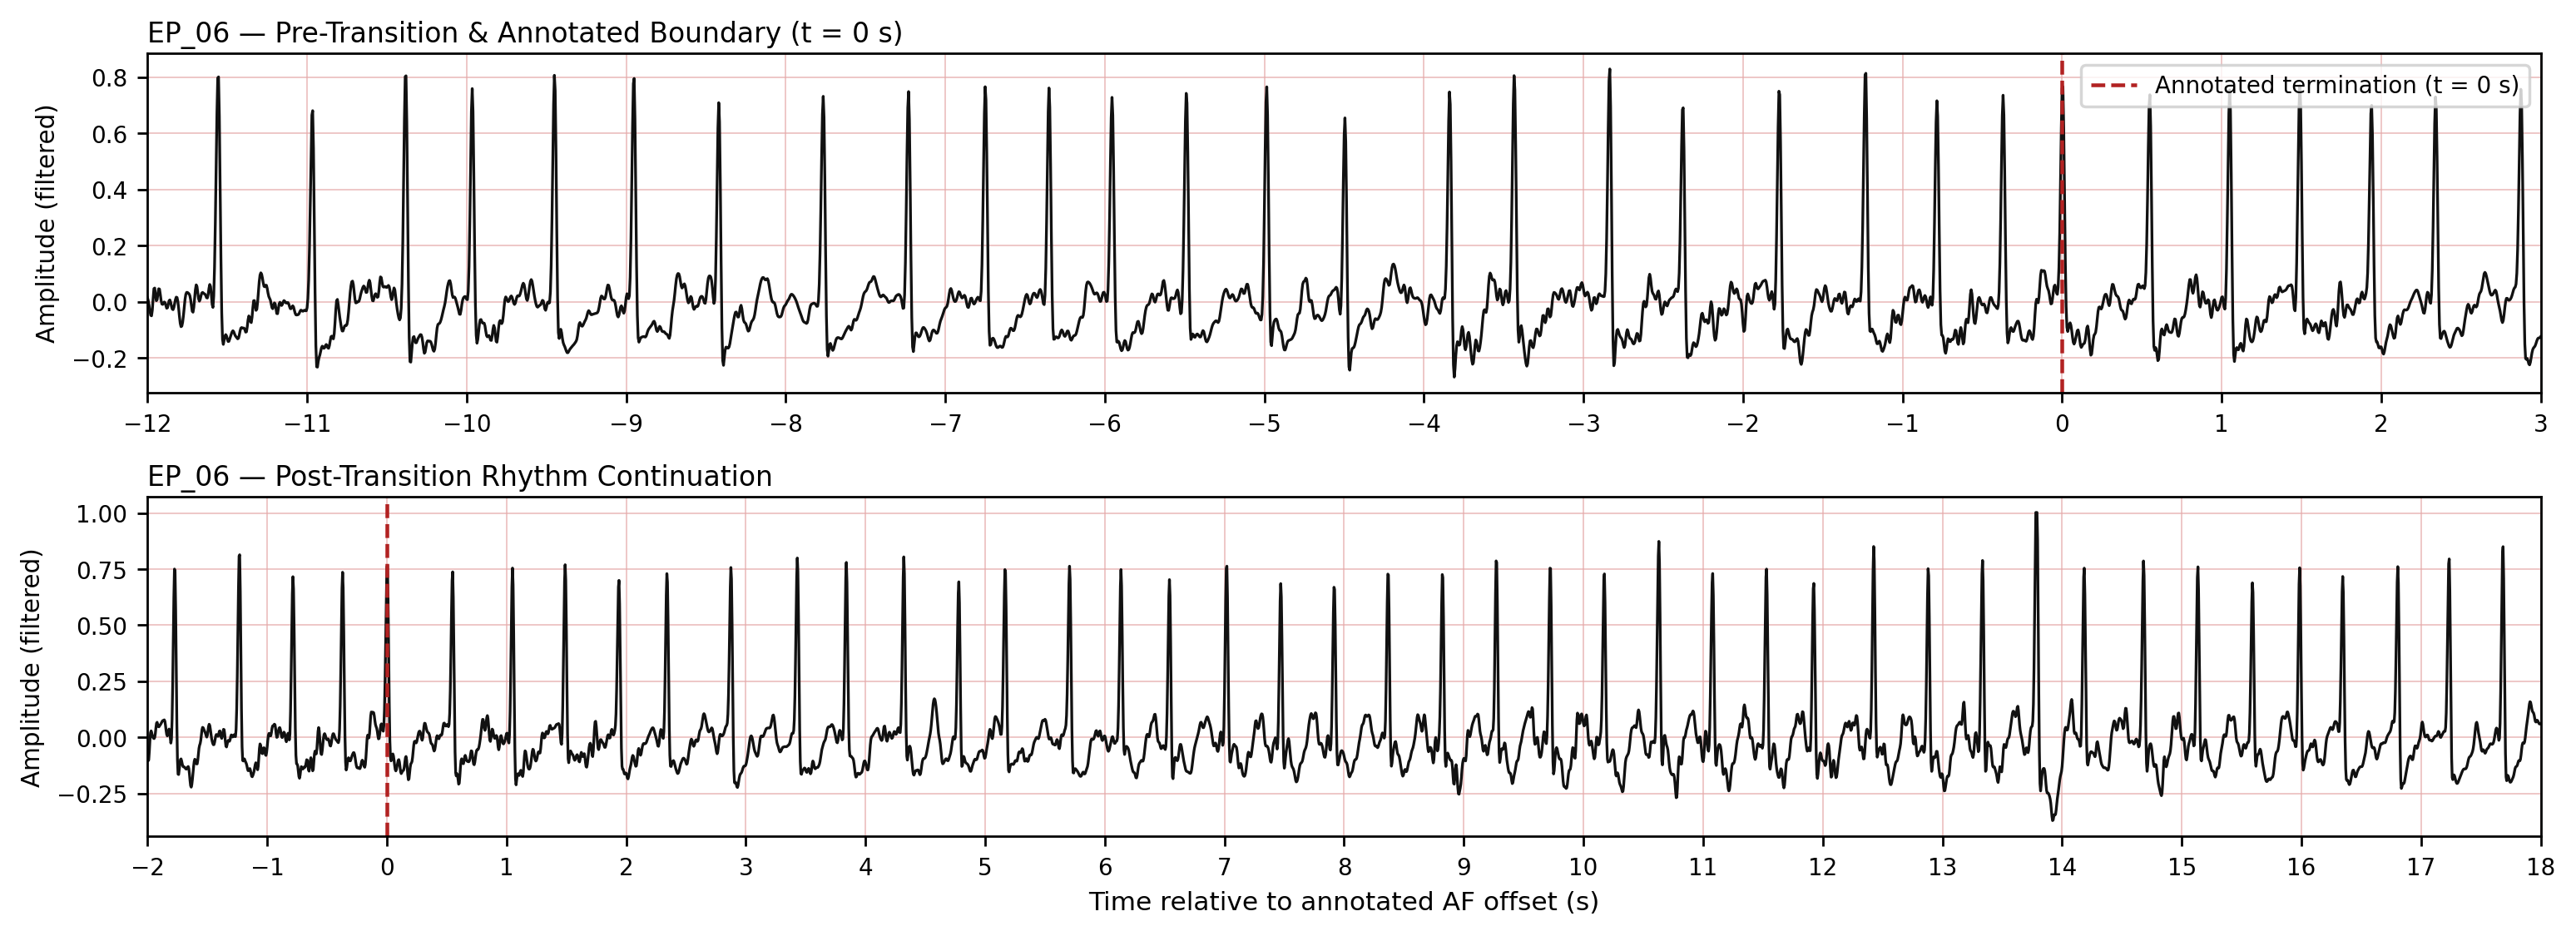 EP_06 — Pre-Transition & Annotated Boundary (t = 0 s)
Amplitude (filtered)
0.8
0.6
0.4
0.2
0.0
−0.2
Annotated termination (t = 0 s)
−12 −11 −10 −9 −8 −7 −6 −5 −4 −3 −2 −1 0 1 2 3
EP_06 — Post-Transition Rhythm Continuation
Amplitude (filtered)
1.00
0.75
0.50
0.25
0.00
−0.25
−2 −1 0 1 2 3 4 5 6 7 8 9 10 11 12 13 14 15 16 17 18
Time relative to annotated AF offset (s)